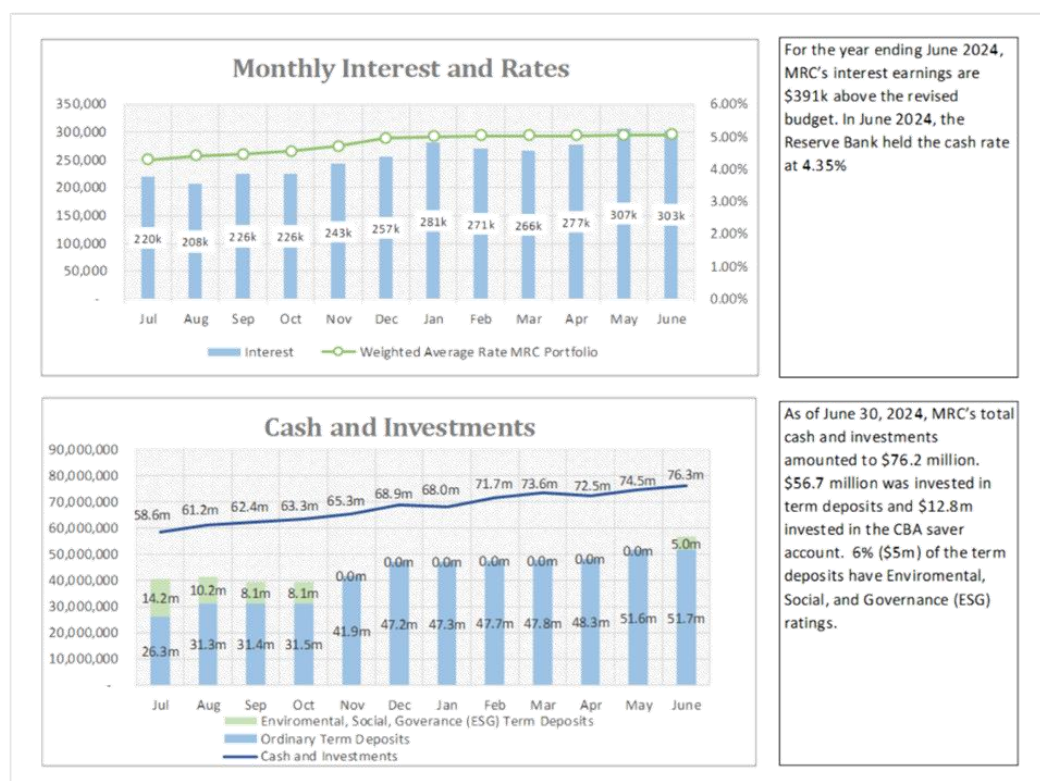 Monthly Interest and Rates
350,000
300,000
250,000
200,000
150,000
100,000
50,000
-
6.00%
5.00%
4.00%
3.00%
2.00%
1.00%
0.00%
220k 208k 226k 226k 243k 257k 281k 271k 266k 277k 307k 303k
Jul Aug Sep Oct Nov Dec Jan Feb Mar Apr May June
Interest Weighted Average Rate MRC Portfolio
For the year ending June 2024,
MRC's interest earnings are
$391k above the revised
budget. In June 2024, the
Reserve Bank held the cash rate
at 4.35%
Cash and Investments
90,000,000
80,000,000
70,000,000
60,000,000
50,000,000
40,000,000
30,000,000
20,000,000
10,000,000
-
58.6m 61.2m 62.4m 63.3m 65.3m 68.9m 68.0m 71.7m 73.6m 72.5m 74.5m 76.3m
14.2m 10.2m 8.1m 8.1m 0.0m 0.0m 0.0m 0.0m 0.0m 0.0m 0.0m 5.0m
26.3m 31.3m 31.4m 31.5m 41.9m 47.2m 47.3m 47.7m 47.8m 48.3m 51.6m 51.7m
Jul Aug Sep Oct Nov Dec Jan Feb Mar Apr May June
Enviromental, Social, Goverance (ESG) Term Deposits
Ordinary Term Deposits
Cash and Investments
As of June 30, 2024, MRC's total
cash and investments
amounted to $76.2 million.
$56.7 million was invested in
term deposits and $12.8m
invested in the CBA saver
account. 6% ($5m) of the term
deposits have Enviromental,
Social, and Governance (ESG)
ratings.